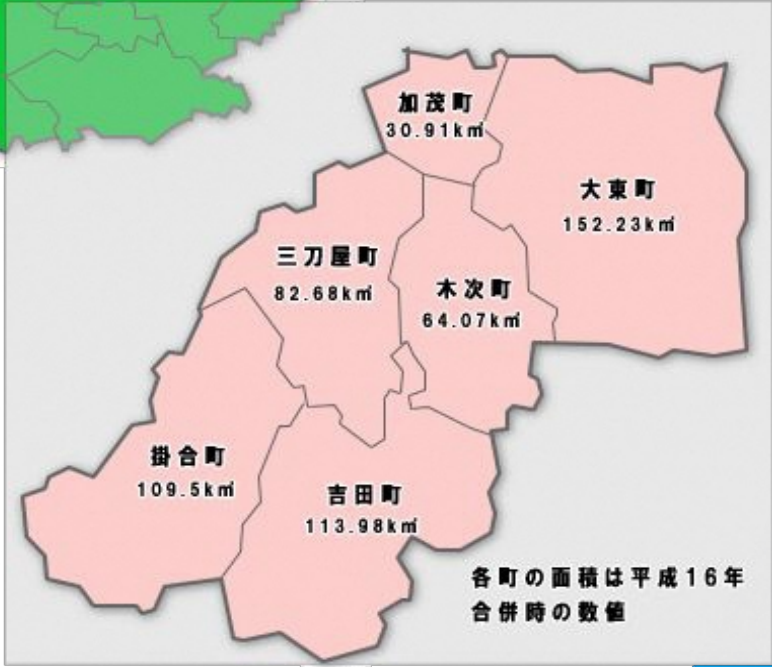 加茂町
30.91k㎡
大東町
152.23k㎡
三刀屋町
82.68k㎡
木次町
64.07k㎡
掛合町
109.5k㎡
吉田町
113.98k㎡
各町の面積は平成16年
合併時の数値